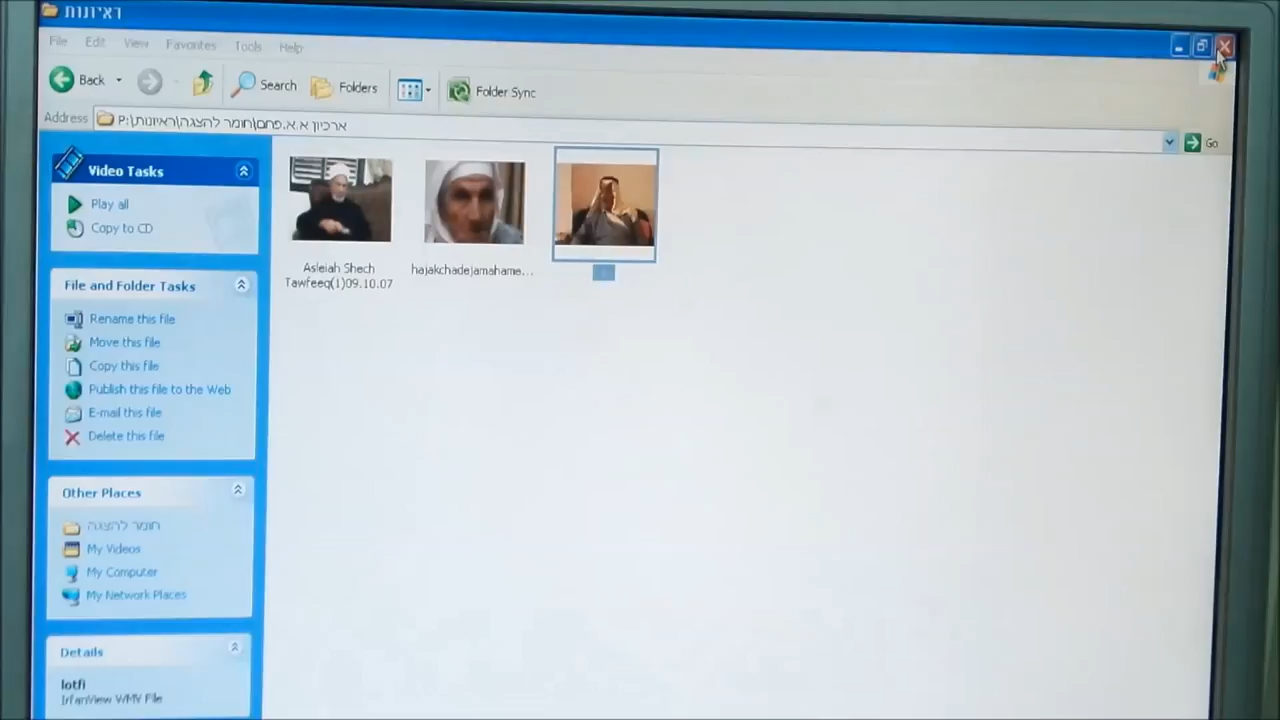 ראיונות
File Edit View Favorites Tools Help
Back Search Folders Folder Sync
Address P:\ארכיון א.א.פחם\חומר להצגה\ראיונות Go
Video Tasks
Play all
Copy to CD
File and Folder Tasks
Rename this file
Move this file
Copy this file
Publish this file to the Web
E-mail this file
Delete this file
Other Places
חומר להצגה
My Videos
My Computer
My Network Places
Details
lotfi
IrfanView WMV File
Asleiah Shech
Tawfeeq(1)09.10.07
hajakchadejamahame...